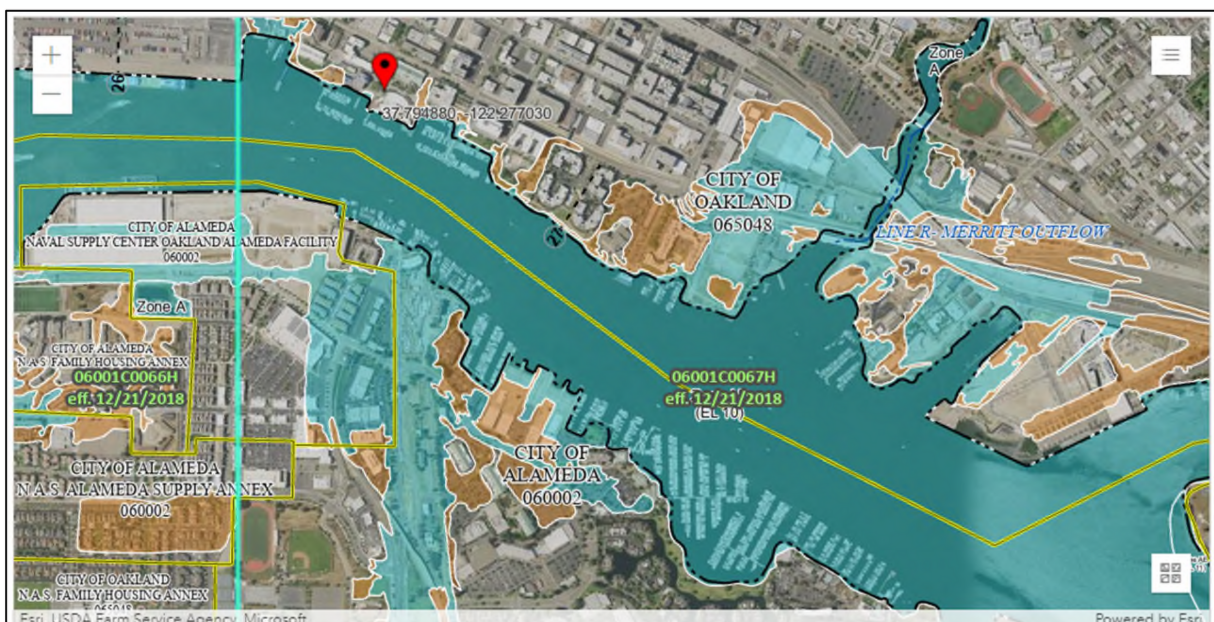 +
−
26
37.794880, -122.277030
Zone
A
CITY OF
OAKLAND
065048
LINE R- MERRITT OUTFLOW
CITY OF ALAMEDA
NAVAL SUPPLY CENTER OAKLAND/ALAMEDA FACILITY
060002
Zone A
CITY OF ALAMEDA
N.A.S. FAMILY HOUSING ANNEX
06001C0066H
eff. 12/21/2018
06001C0067H
eff. 12/21/2018
(EL 10)
CITY OF
ALAMEDA
060002
CITY OF ALAMEDA
N.A.S. ALAMEDA SUPPLY ANNEX
060002
CITY OF OAKLAND
N.A.S. FAMILY HOUSING ANNEX
065048
Esri, USDA Farm Service Agency, Microsoft
Powered by Esri